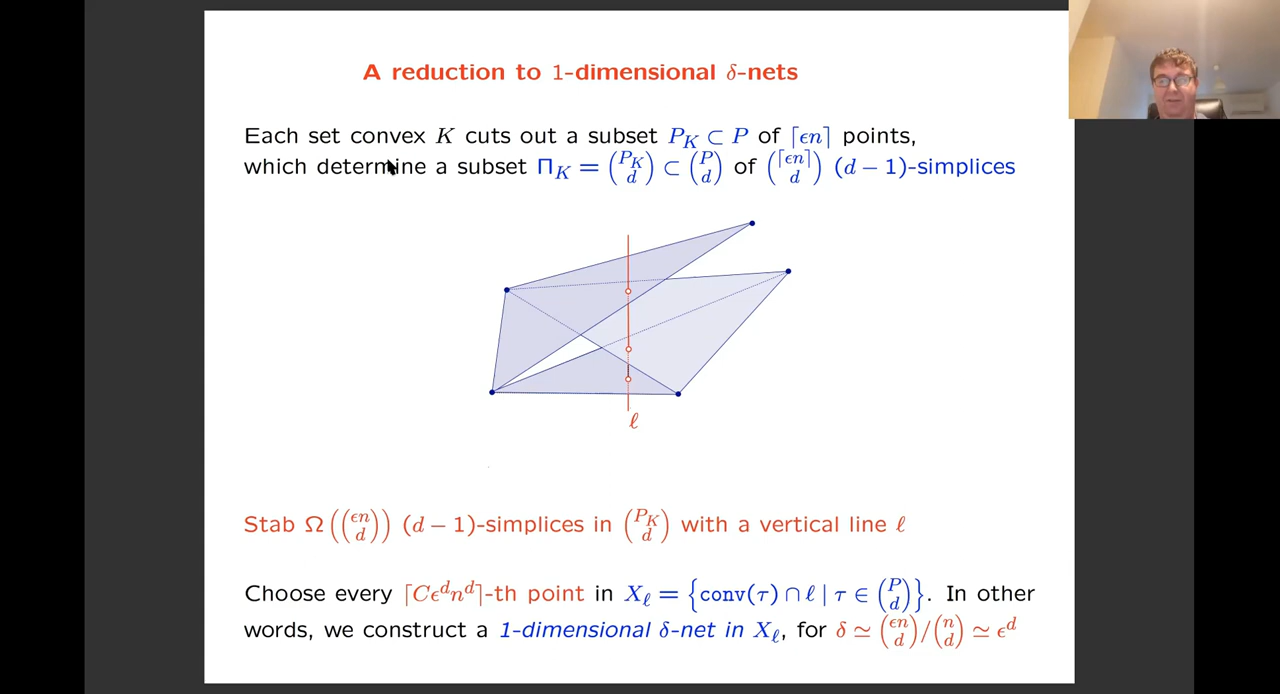 A reduction to 1-dimensional δ-nets
Each set convex K cuts out a subset P_K ⊂ P of ⌈ϵn⌉ points,
which determine a subset Π_K = (P_K choose d) ⊂ (P choose d) of (⌈ϵn⌉ choose d) (d − 1)-simplices
ℓ
Stab Ω((ϵn choose d)) (d − 1)-simplices in (P_K choose d) with a vertical line ℓ
Choose every ⌈Cϵ^d n^d⌉-th point in X_ℓ = {conv(τ) ∩ ℓ | τ ∈ (P choose d)}. In other
words, we construct a 1-dimensional δ-net in X_ℓ, for δ ≃ (ϵn choose d)/(n choose d) ≃ ϵ^d